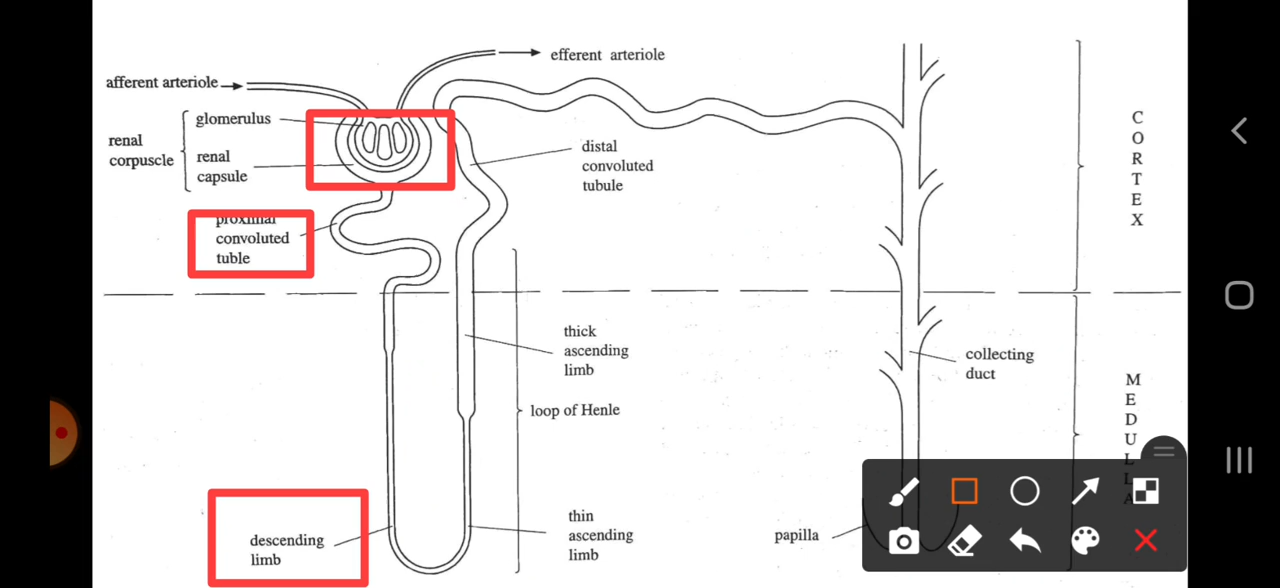 efferent arteriole
afferent arteriole
glomerulus
renal
corpuscle
renal
capsule
distal
convoluted
tubule
proximal
convoluted
tuble
thick
ascending
limb
loop of Henle
collecting
duct
descending
limb
thin
ascending
limb
papilla
C
O
R
T
E
X
M
E
D
U
L
L
A